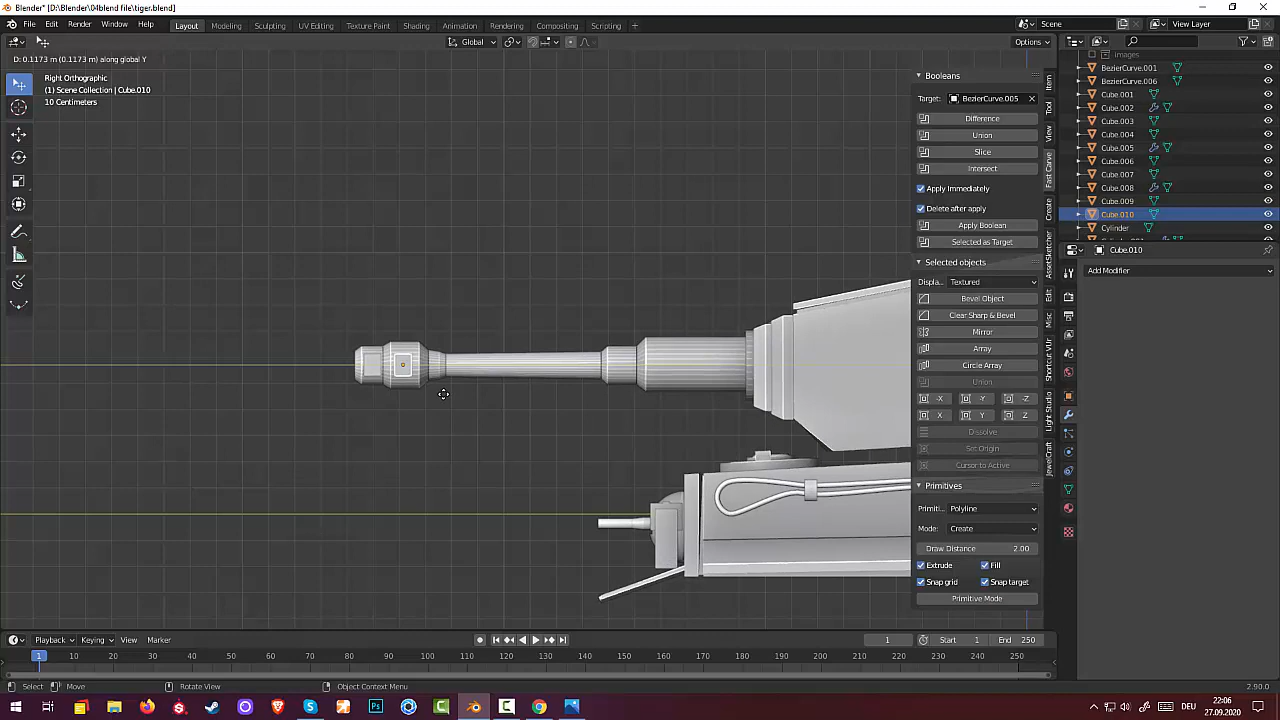 Blender* [D:\Blender\04blend file\tiger.blend]
File Edit Render Window Help Layout Modeling Sculpting UV Editing Texture Paint Shading Animation Rendering Compositing Scripting + Scene View Layer
Global Options
D: 0.1173 m (0.1173 m) along global Y
Right Orthographic
(1) Scene Collection | Cube.010
10 Centimeters
Booleans
Target: BezierCurve.005
Difference
Union
Slice
Intersect
Apply Immediately
Delete after apply
Apply Boolean
Selected as Target
Selected objects
Displa... Textured
Bevel Object
Clear Sharp & Bevel
Mirror
Array
Circle Array
Union
-X -Y -Z
X Y Z
Dissolve
Set Origin
Cursor to Active
Primitives
Primiti... Polyline
Mode: Create
Draw Distance 2.00
Extrude Fill
Snap grid Snap target
Primitive Mode
Item
Tool
View
Fast Carve
Create
AssetSketcher
Edit
Misc
Shortcut VUr
Light Studio
JewelCraft
Images
BezierCurve.001
BezierCurve.006
Cube.001
Cube.002
Cube.003
Cube.004
Cube.005
Cube.006
Cube.007
Cube.008
Cube.009
Cube.010
Cylinder
Cube.010
Add Modifier
Playback Keying View Marker 1 Start 1 End 250
1 10 20 30 40 50 60 70 80 90 100 110 120 130 140 150 160 170 180 190 200 210 220 230 240 250
Select Move Rotate View Object Context Menu 2.90.0
DEU 22:06
27.09.2020